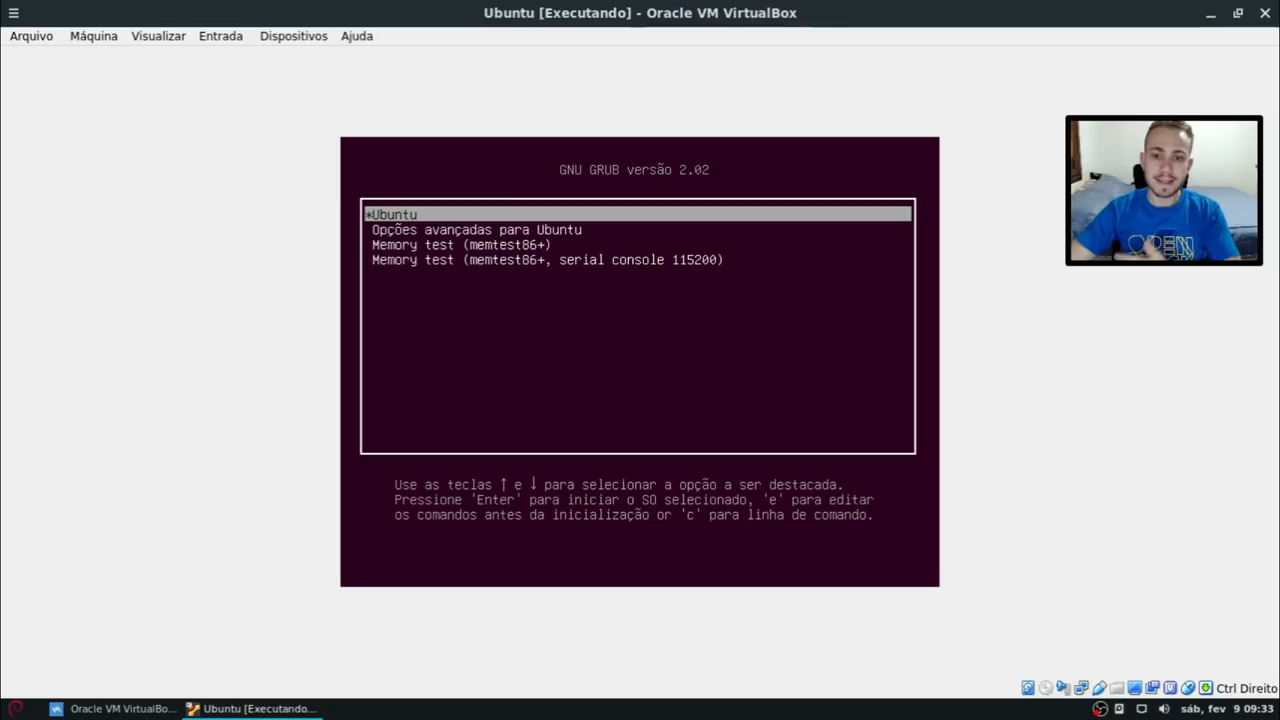 Ubuntu [Executando] - Oracle VM VirtualBox
Arquivo Máquina Visualizar Entrada Dispositivos Ajuda
GNU GRUB versão 2.02
*Ubuntu
Opções avançadas para Ubuntu
Memory test (memtest86+)
Memory test (memtest86+, serial console 115200)
Use as teclas ↑ e ↓ para selecionar a opção a ser destacada.
Pressione 'Enter' para iniciar o SO selecionado, 'e' para editar
os comandos antes da inicialização or 'c' para linha de comando.
OPEN
Ctrl Direito
Oracle VM VirtualBo...
Ubuntu [Executando...
sáb, fev 9 09:33